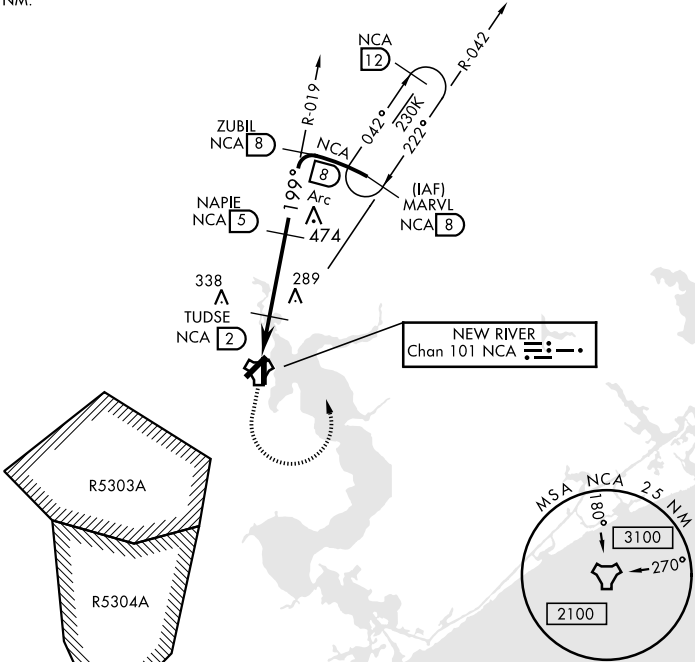 NM.
NCA
12
R-042
R-019
042°
230K
222°
ZUBIL
NCA 8
NCA
8
Arc
199°
(IAF)
MARVL
NCA 8
NAPIE
NCA 5
474
338
289
TUDSE
NCA 2
NEW RIVER
Chan 101 NCA
R5303A
R5304A
MSA NCA 25 NM
180°
3100
270°
2100